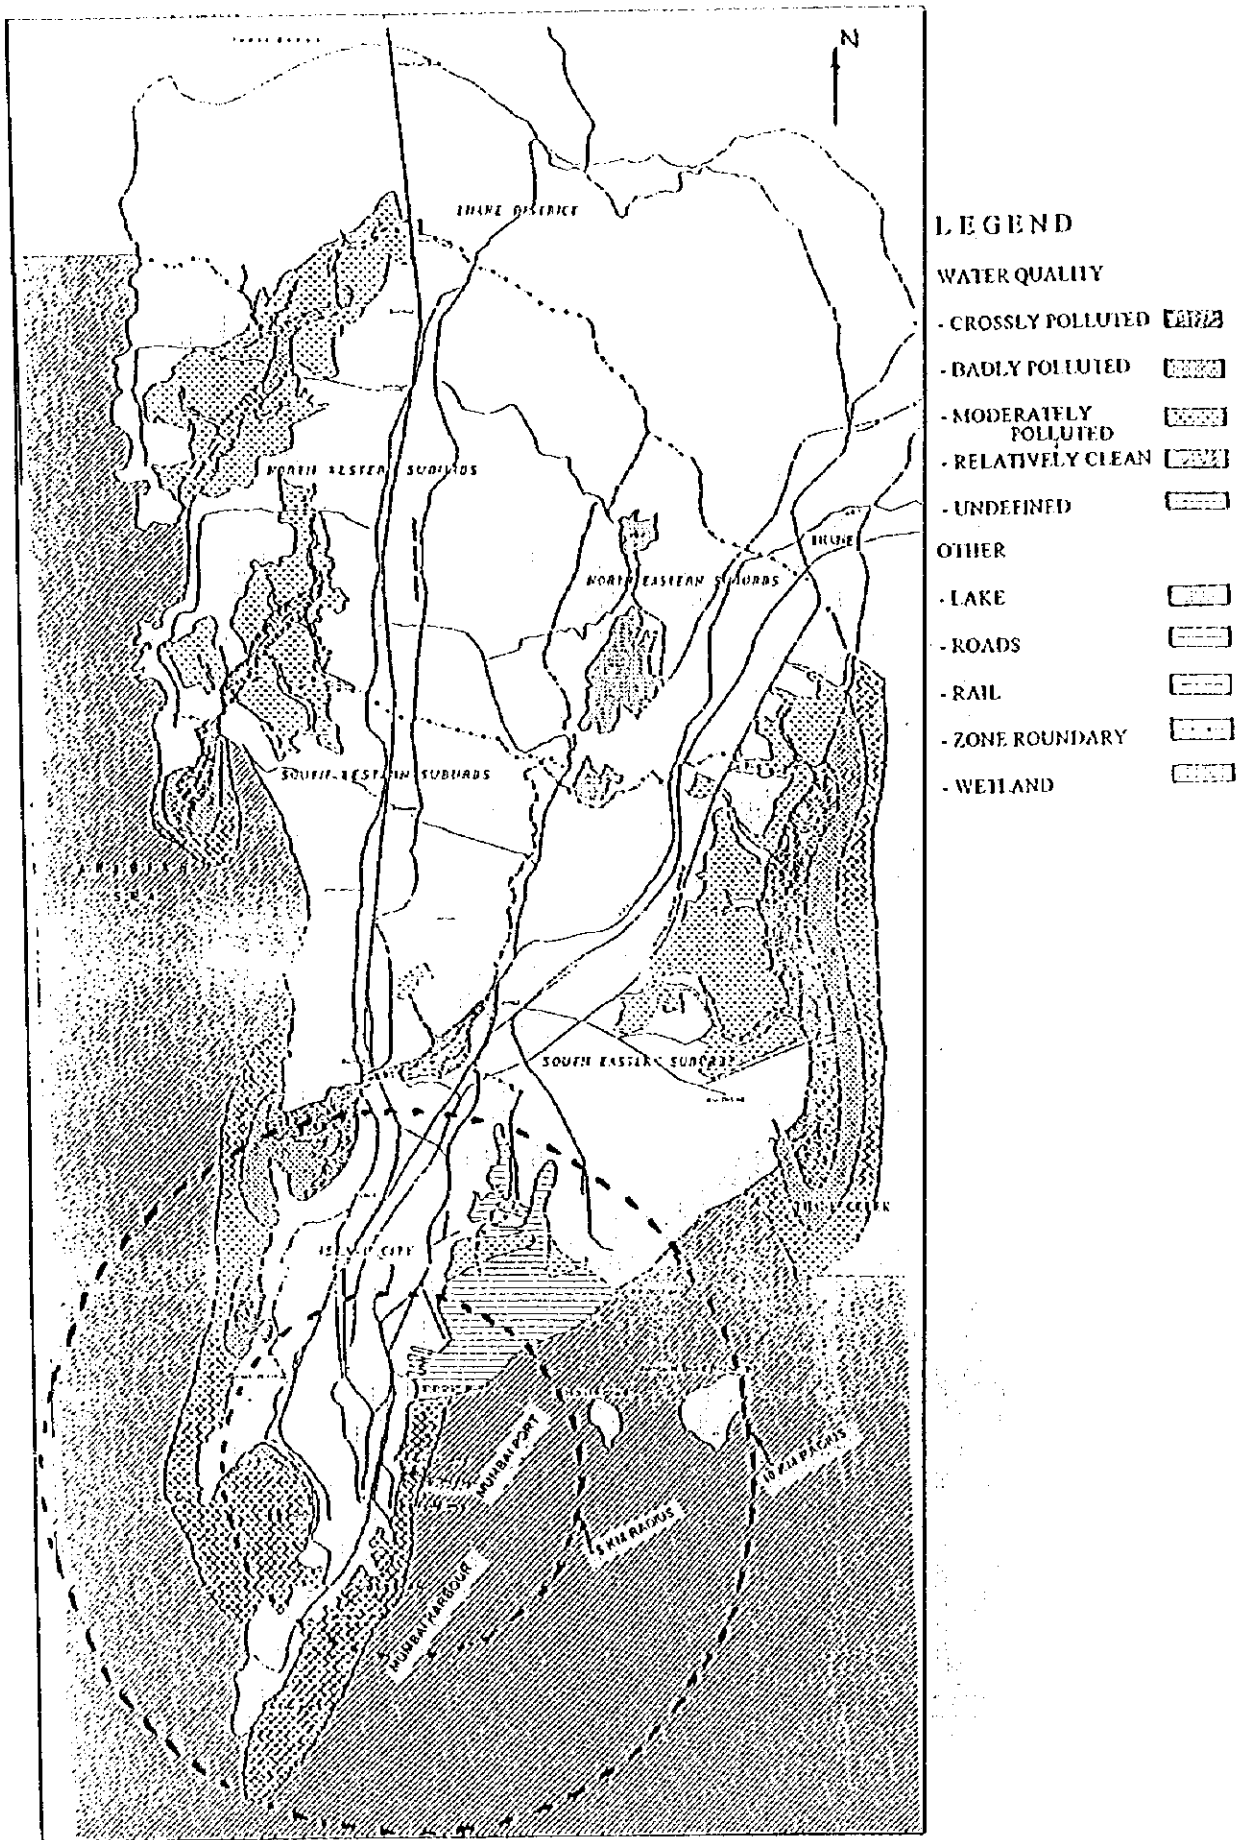 N
THANE DISTRICT
NORTH WESTERN SUBURBS
NORTH EASTERN SUBURBS
THANE
SOUTH WESTERN SUBURBS
SOUTH EASTERN SUBURBS
THANE CREEK
ISLAND CITY
MUMBAI PORT
10 KM RADIUS
5 KM RADIUS
MUMBAI HARBOUR
LEGEND
WATER QUALITY
- CROSSLY POLLUTED
- BADLY POLLUTED
- MODERATELY
POLLUTED
- RELATIVELY CLEAN
- UNDEFINED
OTHER
- LAKE
- ROADS
- RAIL
- ZONE ROUNDARY
- WETLAND